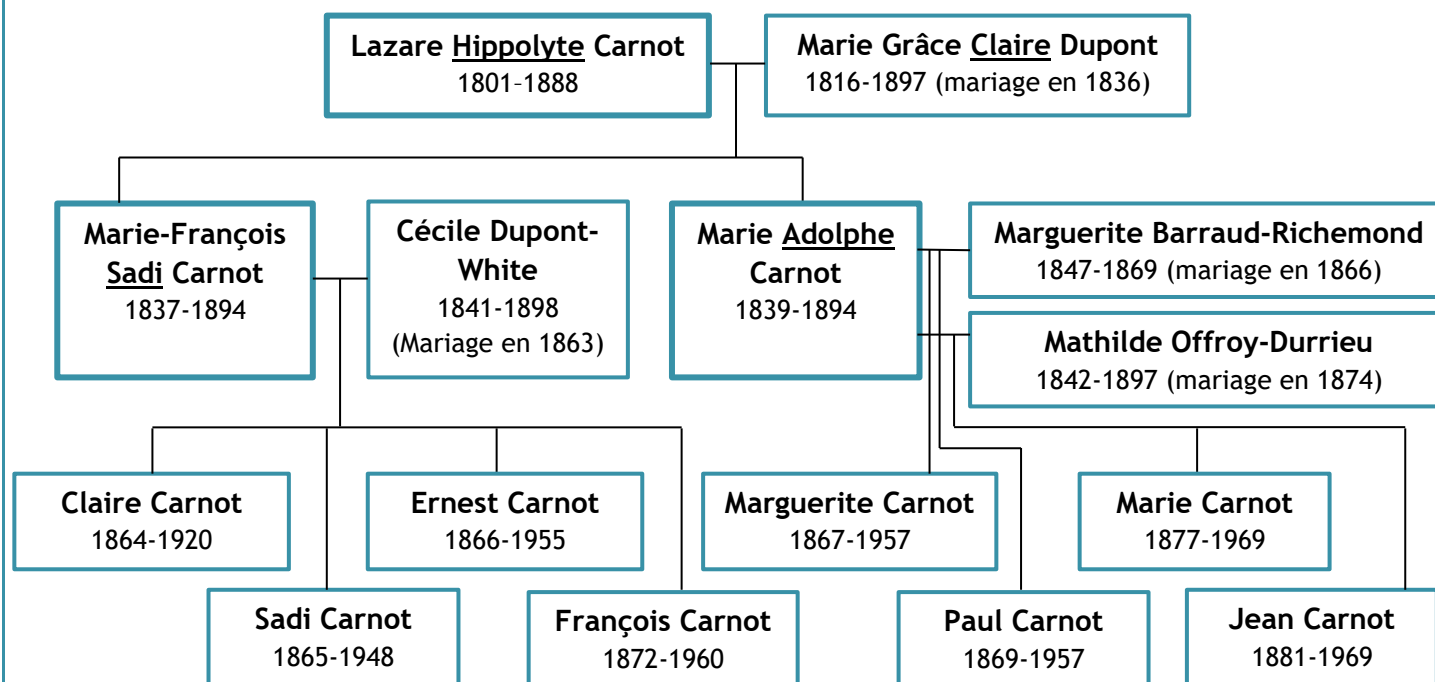 Lazare Hippolyte Carnot
1801-1888
Marie Grâce Claire Dupont
1816-1897 (mariage en 1836)
Marie-François
Sadi Carnot
1837-1894
Cécile Dupont-
White
1841-1898
(Mariage en 1863)
Marie Adolphe
Carnot
1839-1894
Marguerite Barraud-Richemond
1847-1869 (mariage en 1866)
Mathilde Offroy-Durrieu
1842-1897 (mariage en 1874)
Claire Carnot
1864-1920
Ernest Carnot
1866-1955
Marguerite Carnot
1867-1957
Marie Carnot
1877-1969
Sadi Carnot
1865-1948
François Carnot
1872-1960
Paul Carnot
1869-1957
Jean Carnot
1881-1969